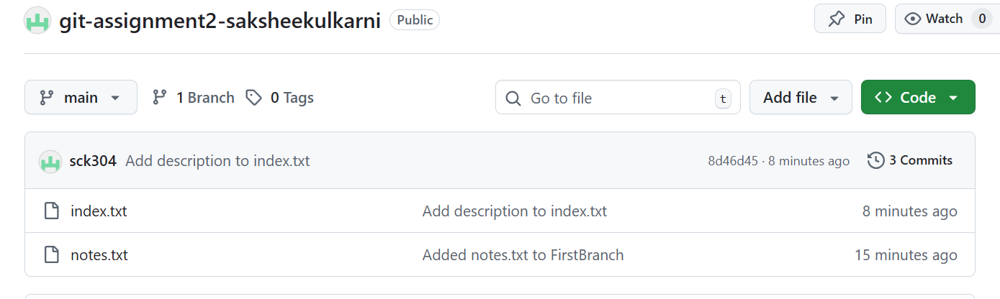 git-assignment2-saksheekulkarni Public Pin Watch 0
main 1 Branch 0 Tags Go to file t Add file Code
sck304 Add description to index.txt 8d46d45 · 8 minutes ago 3 Commits
index.txt Add description to index.txt 8 minutes ago
notes.txt Added notes.txt to FirstBranch 15 minutes ago